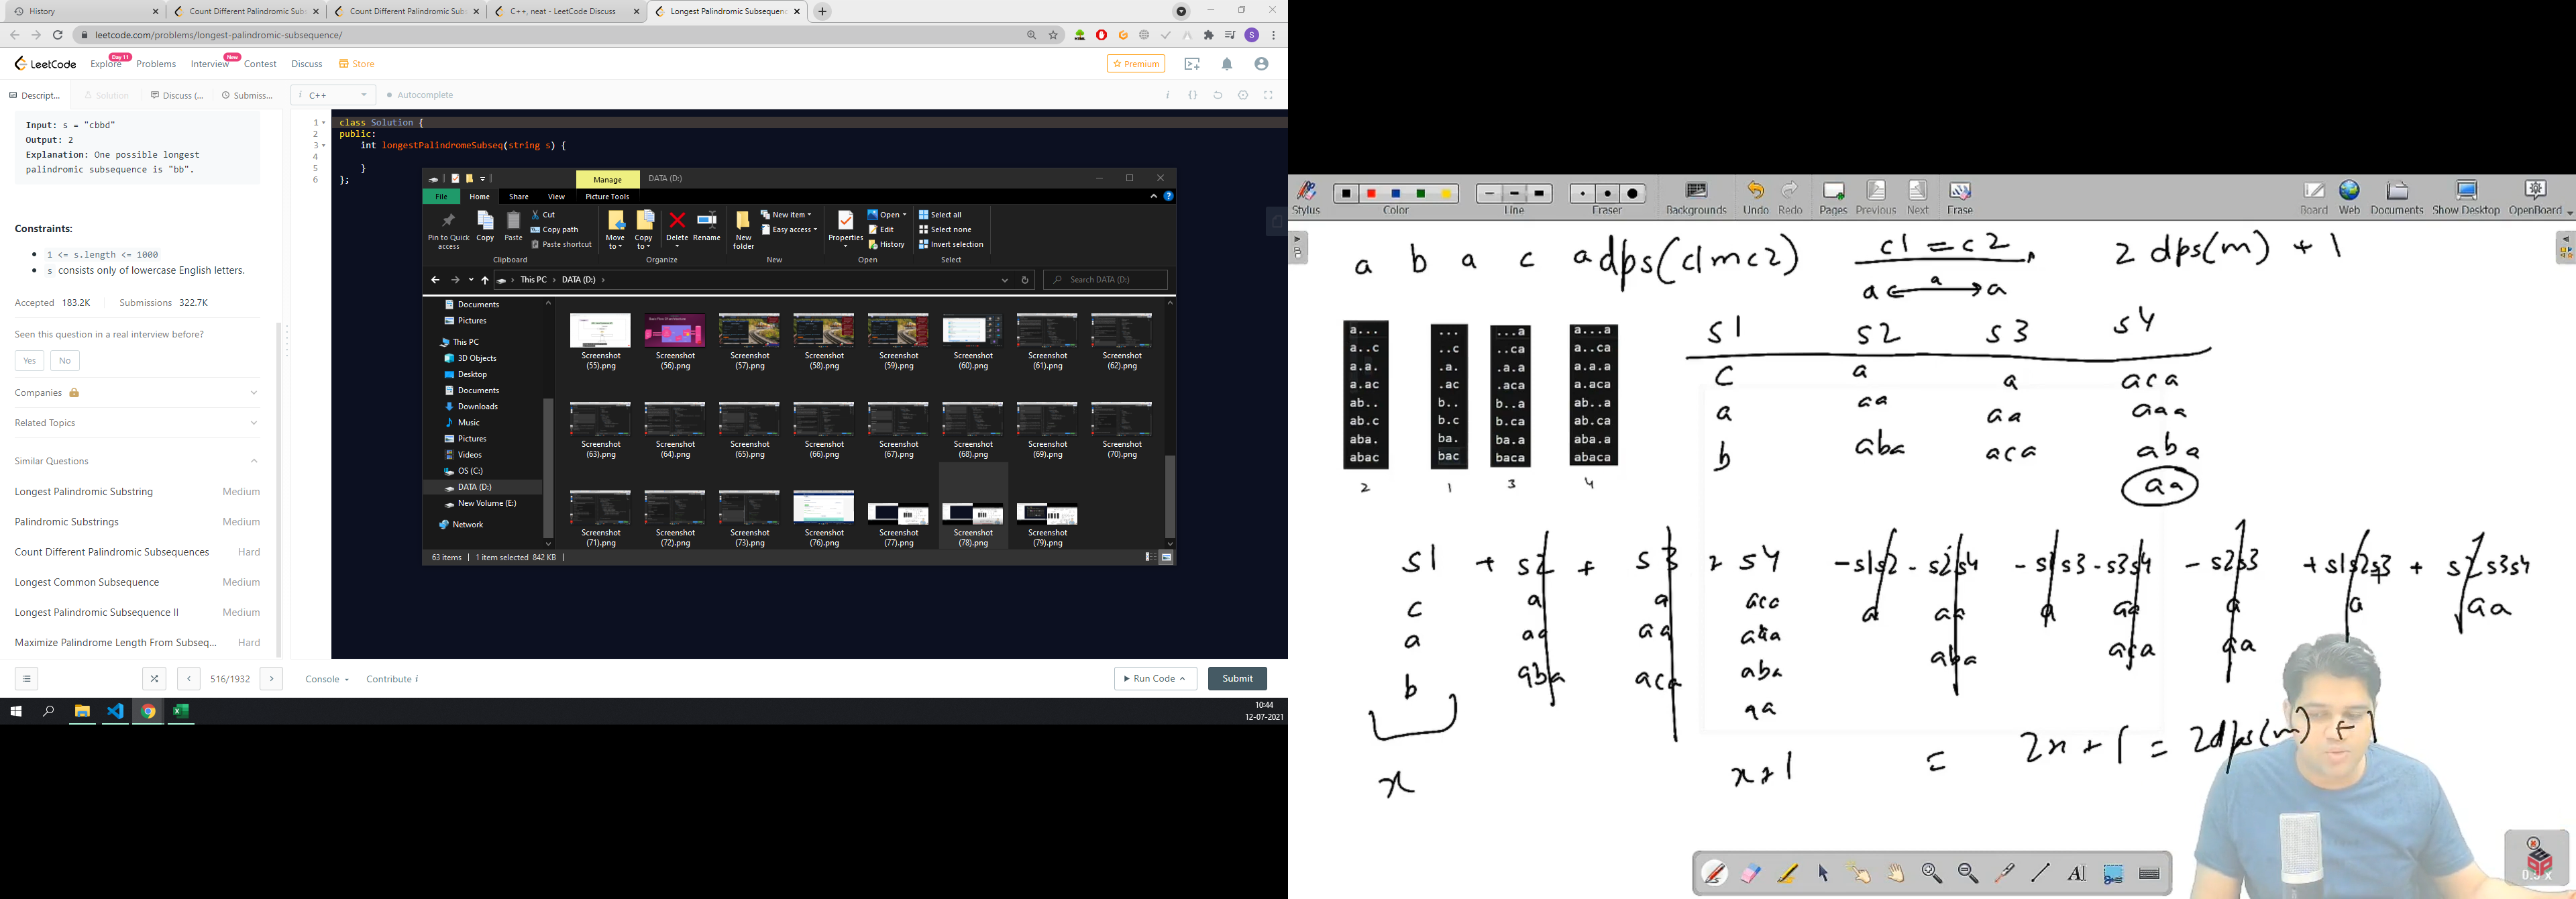 History
Count Different Palindromic Sub
Count Different Palindromic Sub
C++, neat - LeetCode Discuss
Longest Palindromic Subsequenc
leetcode.com/problems/longest-palindromic-subsequence/
LeetCode
Explore
Day 11
Problems
Interview
New
Contest
Discuss
Store
Premium
Descript...
Solution
Discuss (...
Submiss...
i C++
Autocomplete
Input: s = "cbbd"
Output: 2
Explanation: One possible longest
palindromic subsequence is "bb".
Constraints:
1 <= s.length <= 1000
s consists only of lowercase English letters.
Accepted 183.2K Submissions 322.7K
Seen this question in a real interview before?
Yes No
Companies
Related Topics
Similar Questions
Longest Palindromic Substring Medium
Palindromic Substrings Medium
Count Different Palindromic Subsequences Hard
Longest Common Subsequence Medium
Longest Palindromic Subsequence II Medium
Maximize Palindrome Length From Subseq... Hard
516/1932
Console
Contribute i
Run Code
Submit
1 class Solution {
2 public:
3 int longestPalindromeSubseq(string s) {
4
5 }
6 };
Manage DATA (D:)
File Home Share View Picture Tools
Pin to Quick access
Copy
Paste
Cut
Copy path
Paste shortcut
Move to
Copy to
Delete
Rename
New folder
New item
Easy access
Properties
Open
Edit
History
Select all
Select none
Invert selection
Clipboard Organize New Open Select
This PC DATA (D:)
Search DATA (D:)
Documents
Pictures
This PC
3D Objects
Desktop
Documents
Downloads
Music
Pictures
Videos
OS (C:)
DATA (D:)
New Volume (E:)
Network
Screenshot (55).png
Screenshot (56).png
Screenshot (57).png
Screenshot (58).png
Screenshot (59).png
Screenshot (60).png
Screenshot (61).png
Screenshot (62).png
Screenshot (63).png
Screenshot (64).png
Screenshot (65).png
Screenshot (66).png
Screenshot (67).png
Screenshot (68).png
Screenshot (69).png
Screenshot (70).png
Screenshot (71).png
Screenshot (72).png
Screenshot (73).png
Screenshot (76).png
Screenshot (77).png
Screenshot (78).png
Screenshot (79).png
63 items 1 item selected 842 KB
10:44
12-07-2021
Stylus Color Line Eraser Backgrounds Undo Redo Pages Previous Next Erase Board Web Documents Show Desktop OpenBoard
a b a c a dps(c1mc2) c1 = c2 2 dps(m) + 1
a a a
a... ... ...a a...a
a..c ..c ..ca a..ca
a.a. .a. .a.a a.a.a
a.ac .ac .aca a.aca
ab.. b.. b..a ab..a
ab.c b.c b.ca ab.ca
aba. ba. ba.a aba.a
abac bac baca abaca
2 1 3 4
s1 s2 s3 s4
c a a aca
a aa aa aaa
b aba aca aba
aa
s1 + s2 + s3 + s4 - s1s2 - s2s4 - s1s3 - s3s4 - s2s3 + s1s2s3 + s2s3s4
c a a aca a aa a aa a a aa
a aa aa aaa aba aca aa
b aba aca aba
aa
x x+1 = 2x + 1 = 2dps(m) + 1